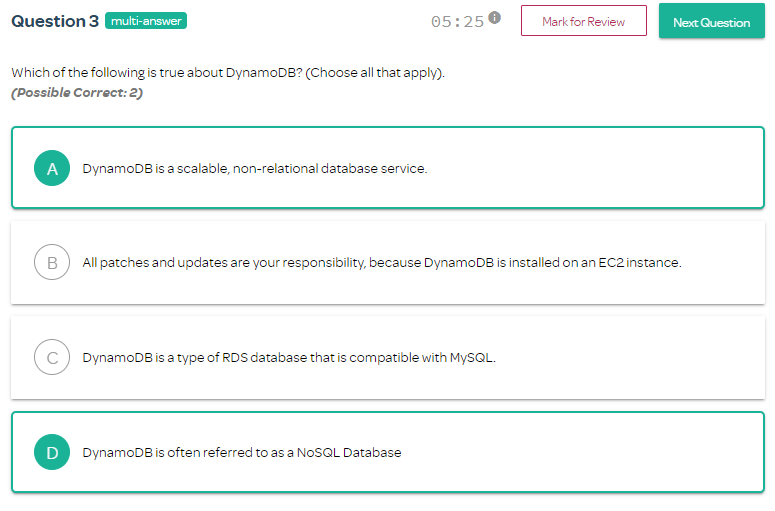 Question 3 multi-answer 05:25 Mark for Review Next Question
Which of the following is true about DynamoDB? (Choose all that apply).
(Possible Correct: 2)
A DynamoDB is a scalable, non-relational database service.
B All patches and updates are your responsibility, because DynamoDB is installed on an EC2 instance.
C DynamoDB is a type of RDS database that is compatible with MySQL.
D DynamoDB is often referred to as a NoSQL Database